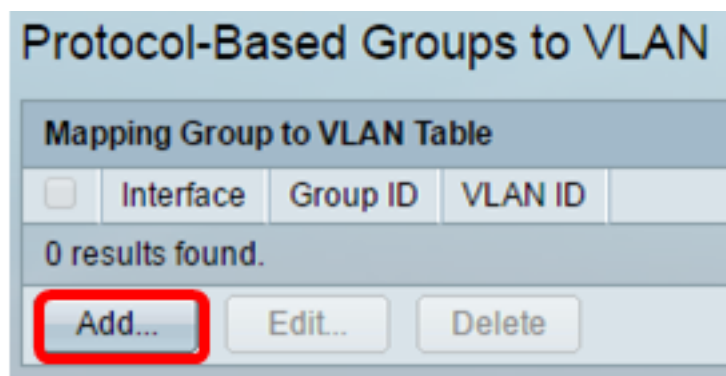 Protocol-Based Groups to VLAN
Mapping Group to VLAN Table
Interface Group ID VLAN ID
0 results found.
Add... Edit... Delete